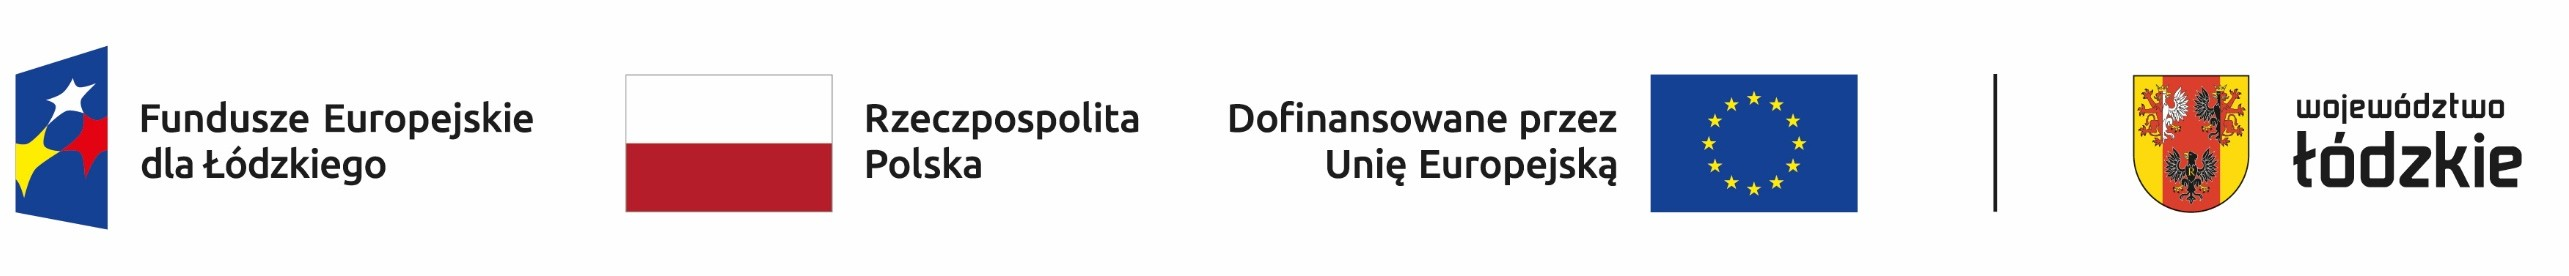 Fundusze Europejskie
dla Łódzkiego
Rzeczpospolita
Polska
Dofinansowane przez
Unię Europejską
województwo
łódzkie